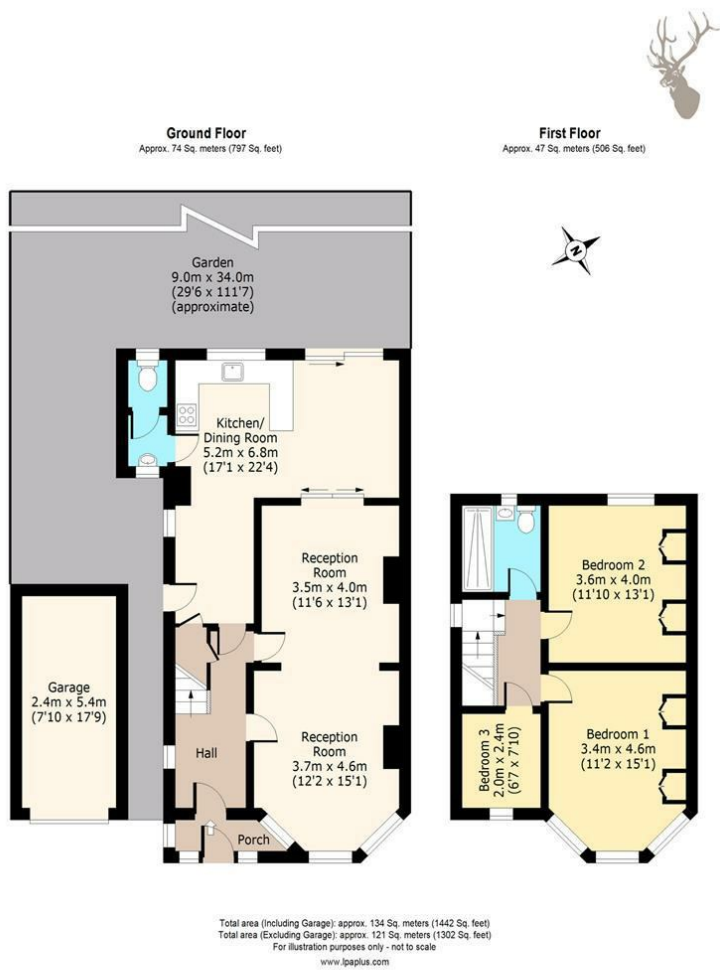 Ground Floor
Approx. 74 Sq. meters (797 Sq. feet)
First Floor
Approx. 47 Sq. meters (506 Sq. feet)
N
Garden
9.0m x 34.0m
(29'6 x 111'7)
(approximate)
Kitchen/
Dining Room
5.2m x 6.8m
(17'1 x 22'4)
Reception
Room
3.5m x 4.0m
(11'6 x 13'1)
Garage
2.4m x 5.4m
(7'10 x 17'9)
Hall
Reception
Room
3.7m x 4.6m
(12'2 x 15'1)
Porch
Bedroom 2
3.6m x 4.0m
(11'10 x 13'1)
Bedroom 1
3.4m x 4.6m
(11'2 x 15'1)
Bedroom 3
2.0m x 2.4m
(6'7 x 7'10)
Total area (Including Garage): approx. 134 Sq. meters (1442 Sq. feet)
Total area (Excluding Garage): approx. 121 Sq. meters (1302 Sq. feet)
For illustration purposes only - not to scale
www.lpaplus.com